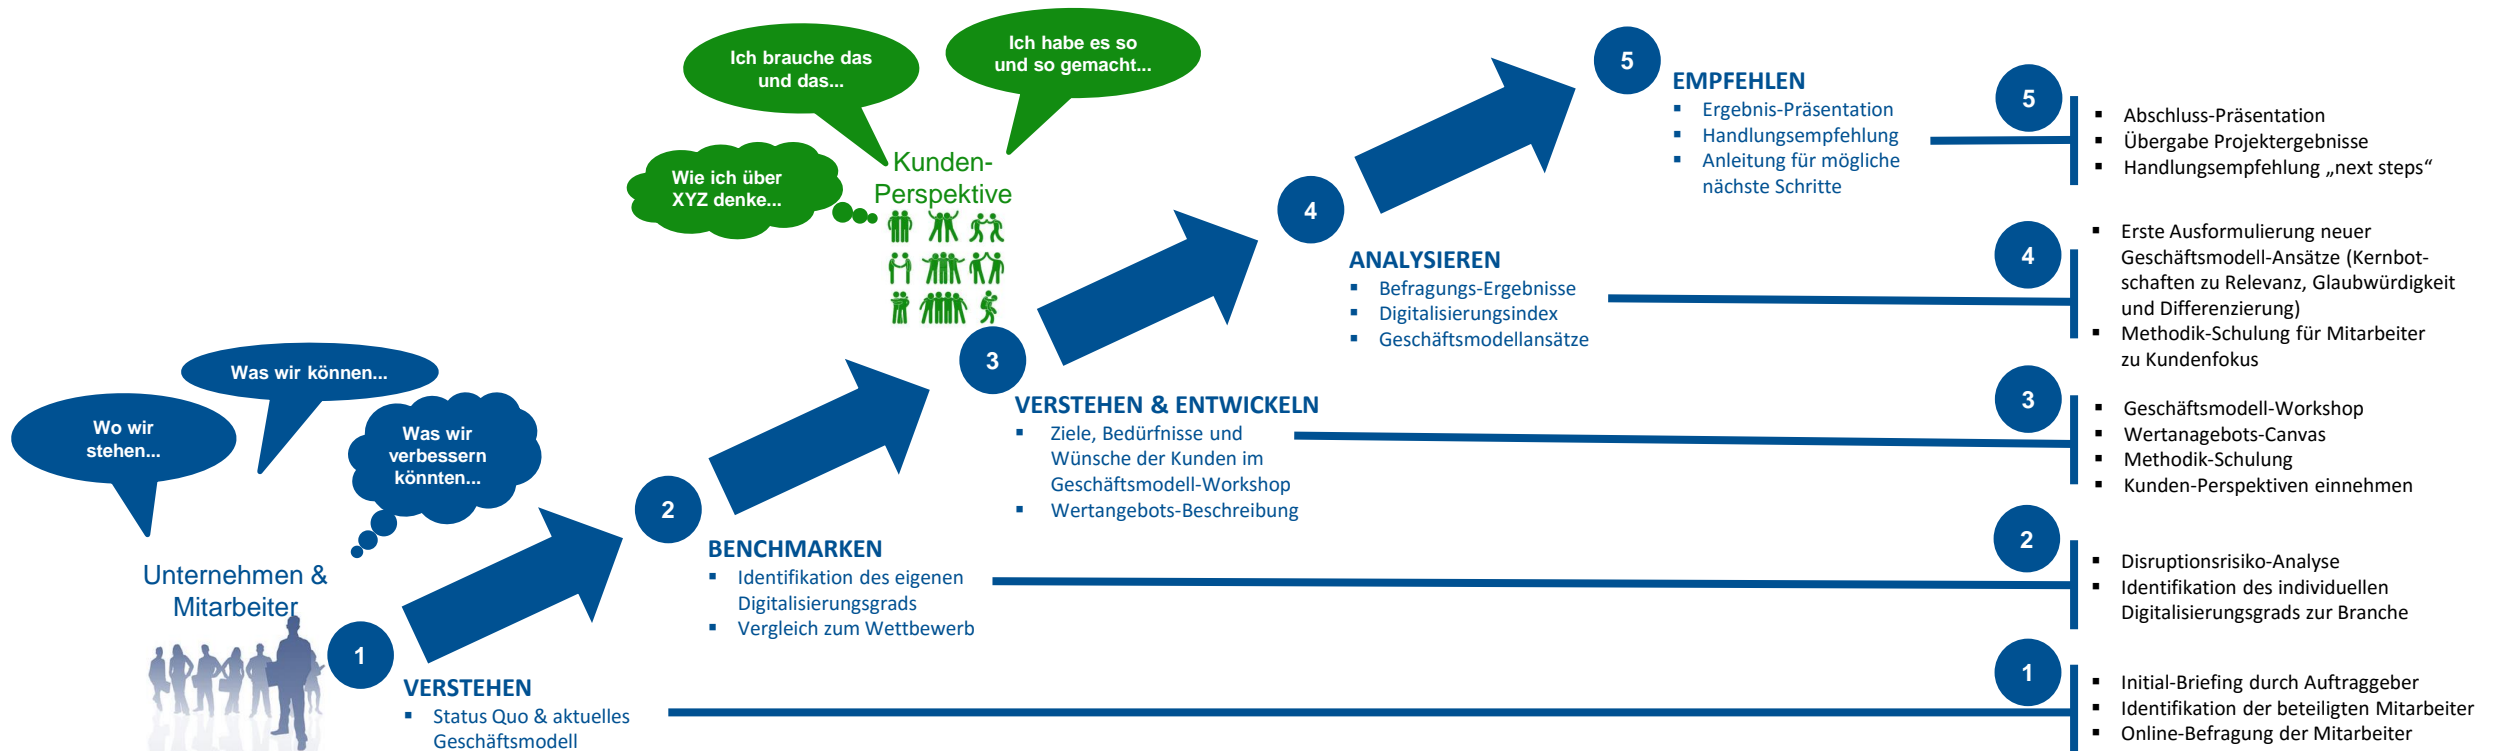 Ich brauche das
und das...
Ich habe es so
und so gemacht...
Wie ich über
XYZ denke...
Kunden-
Perspektive
Wo wir
stehen...
Was wir können...
Was wir
verbessern
könnten...
Unternehmen &
Mitarbeiter
1
VERSTEHEN
▪ Status Quo & aktuelles
Geschäftsmodell
2
BENCHMARKEN
▪ Identifikation des eigenen
Digitalisierungsgrads
▪ Vergleich zum Wettbewerb
3
VERSTEHEN & ENTWICKELN
▪ Ziele, Bedürfnisse und
Wünsche der Kunden im
Geschäftsmodell-Workshop
▪ Wertangebots-Beschreibung
4
ANALYSIEREN
▪ Befragungs-Ergebnisse
▪ Digitalisierungsindex
▪ Geschäftsmodellansätze
5
EMPFEHLEN
▪ Ergebnis-Präsentation
▪ Handlungsempfehlung
▪ Anleitung für mögliche
nächste Schritte
5
▪ Abschluss-Präsentation
▪ Übergabe Projektergebnisse
▪ Handlungsempfehlung „next steps“
4
▪ Erste Ausformulierung neuer
Geschäftsmodell-Ansätze (Kernbot-
schaften zu Relevanz, Glaubwürdigkeit
und Differenzierung)
▪ Methodik-Schulung für Mitarbeiter
zu Kundenfokus
3
▪ Geschäftsmodell-Workshop
▪ Wertanagebots-Canvas
▪ Methodik-Schulung
▪ Kunden-Perspektiven einnehmen
2
▪ Disruptionsrisiko-Analyse
▪ Identifikation des individuellen
Digitalisierungsgrads zur Branche
1
▪ Initial-Briefing durch Auftraggeber
▪ Identifikation der beteiligten Mitarbeiter
▪ Online-Befragung der Mitarbeiter